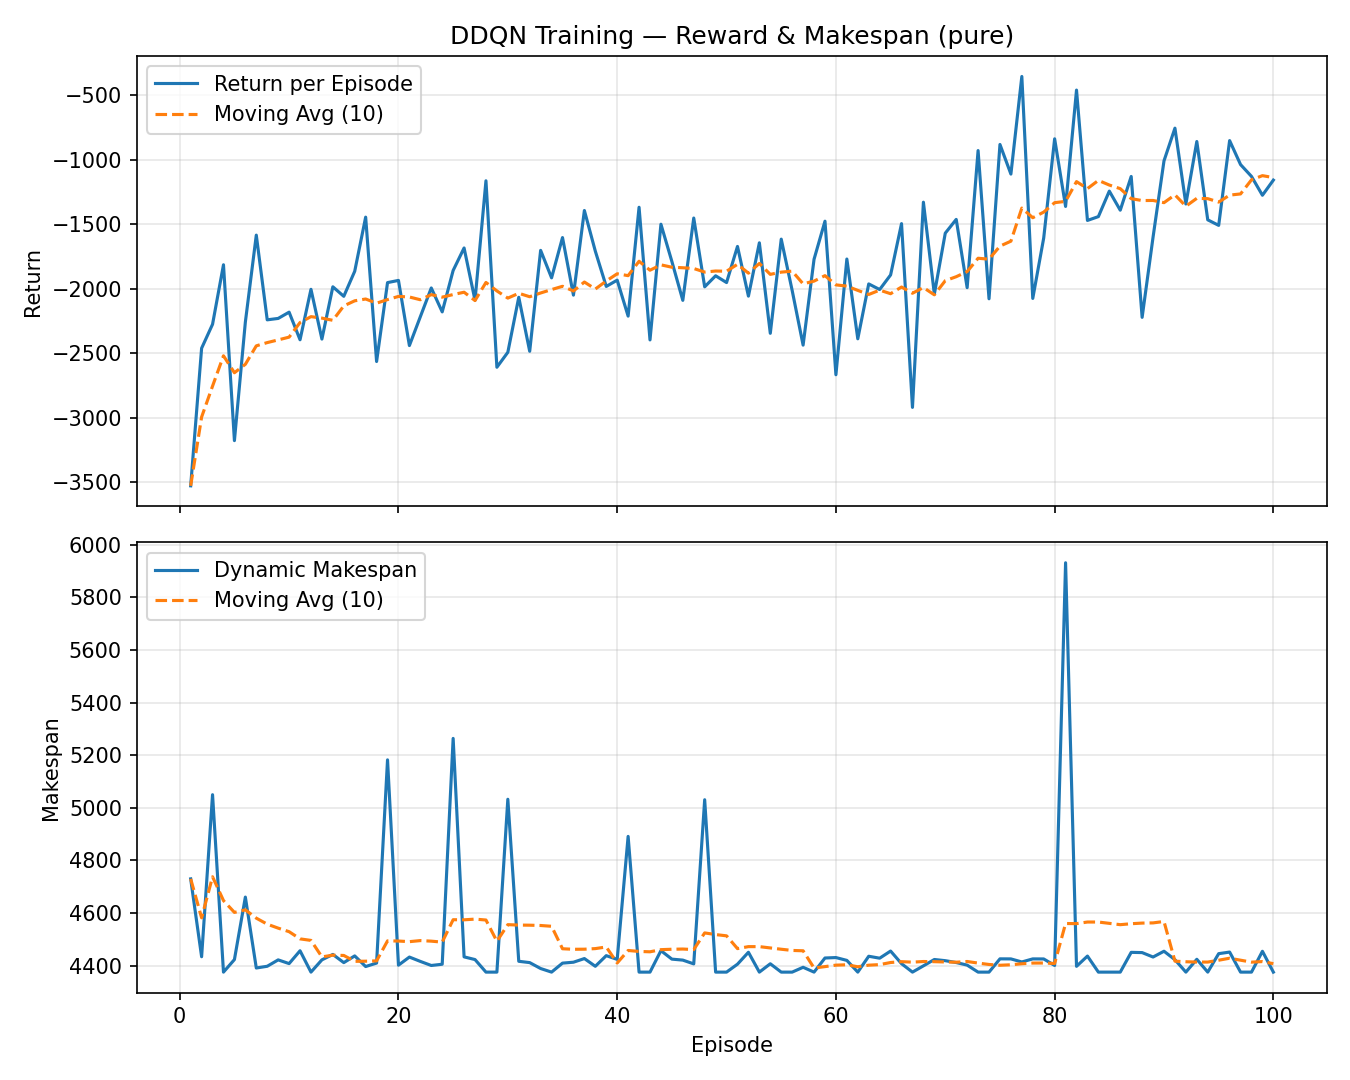 DDQN Training — Reward & Makespan (pure)
Return per Episode
Moving Avg (10)
−500
−1000
−1500
−2000
−2500
−3000
−3500
Return
Dynamic Makespan
Moving Avg (10)
6000
5800
5600
5400
5200
5000
4800
4600
4400
Makespan
0 20 40 60 80 100
Episode